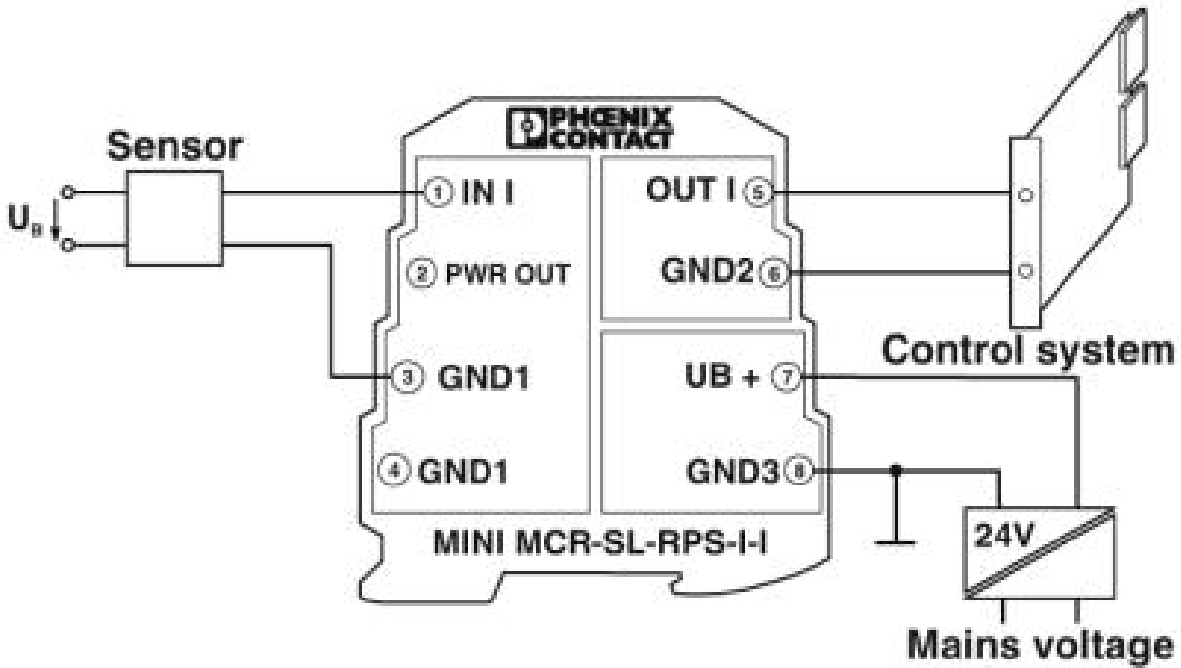 PHŒNIX
CONTACT
Sensor
U_B
1 IN I
2 PWR OUT
3 GND1
4 GND1
OUT I 5
GND2 6
UB + 7
GND3 8
Control system
MINI MCR-SL-RPS-I-I
24V
Mains voltage